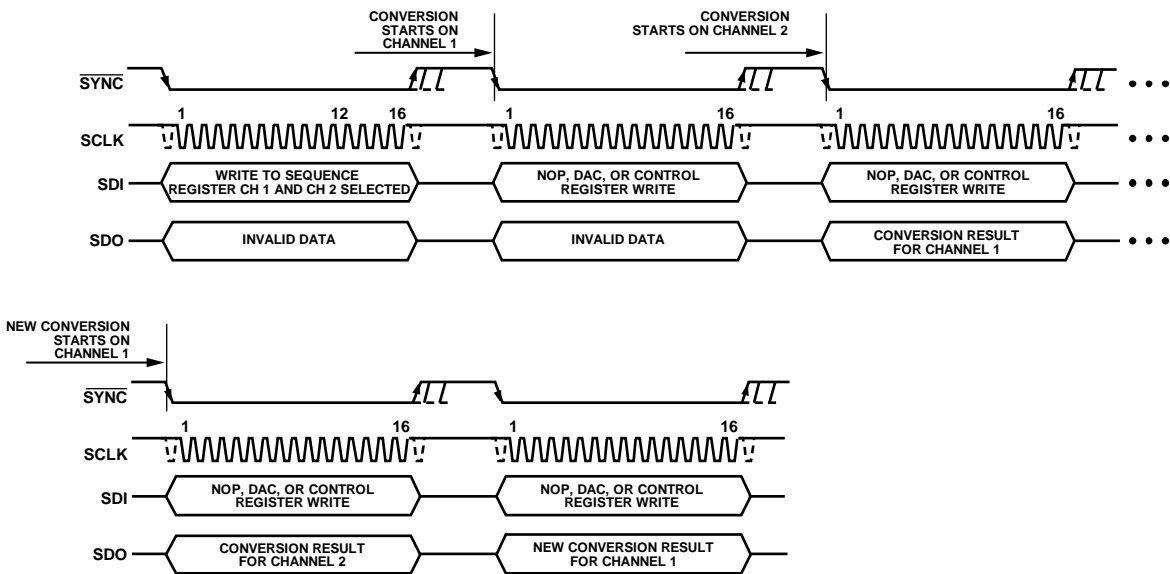 CONVERSION
STARTS ON
CHANNEL 1
CONVERSION
STARTS ON CHANNEL 2
SYNC
1
1
1
12
16
16
16
SCLK
SDI
WRITE TO SEQUENCE
REGISTER CH 1 AND CH 2 SELECTED
NOP, DAC, OR CONTROL
REGISTER WRITE
NOP, DAC, OR CONTROL
REGISTER WRITE
SDO
INVALID DATA
INVALID DATA
CONVERSION RESULT
FOR CHANNEL 1
NEW CONVERSION
STARTS ON
CHANNEL 1
SYNC
1
16
1
16
SCLK
SDI
NOP, DAC, OR CONTROL
REGISTER WRITE
NOP, DAC, OR CONTROL
REGISTER WRITE
SDO
CONVERSION RESULT
FOR CHANNEL 2
NEW CONVERSION RESULT
FOR CHANNEL 1